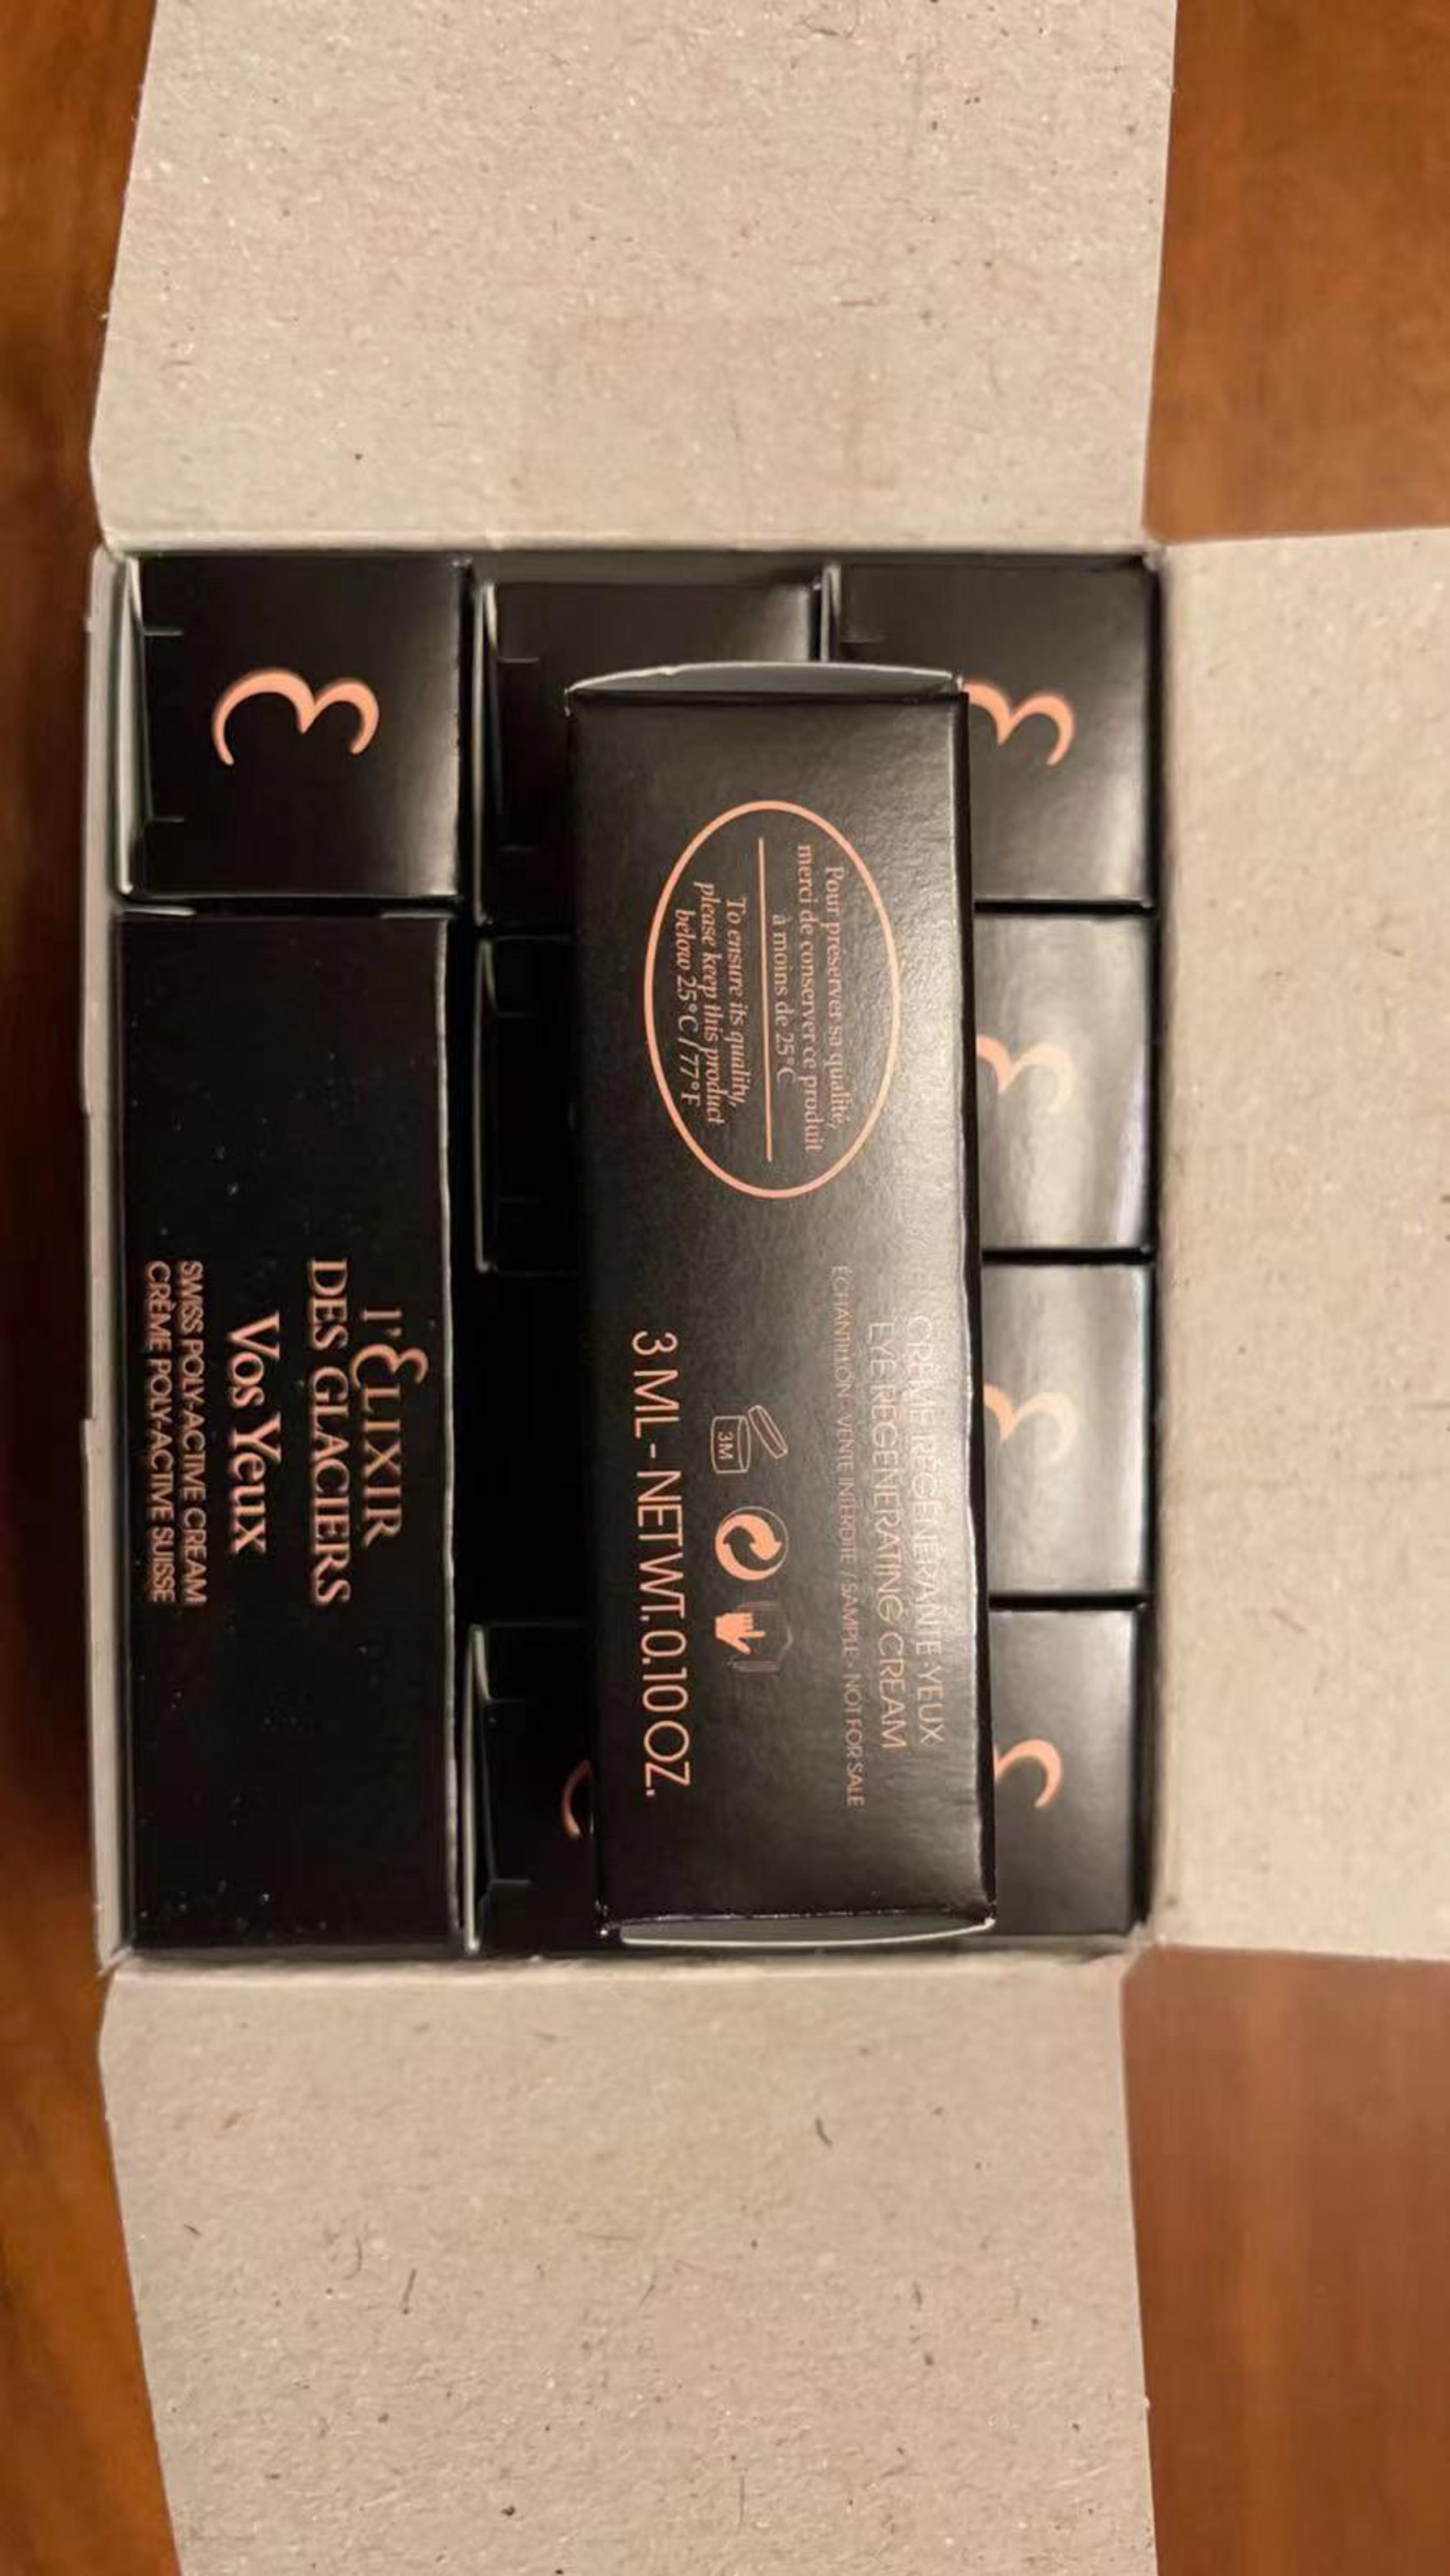 l'ƐLIXIR
DES GLACIERS
Vos Yeux
SWISS POLY-ACTIVE CREAM
CRÈME POLY-ACTIVE SUISSE
Pour préserver sa qualité,
merci de conserver ce produit
à moins de 25°C
To ensure its quality,
please keep this product
below 25°C / 77°F
CRÈME RÉGÉNÉRANTE YEUX
EYE REGENERATING CREAM
ÉCHANTILLON - VENTE INTERDITE / SAMPLE - NOT FOR SALE
3M
3 ML - NET WT. 0.10 OZ.